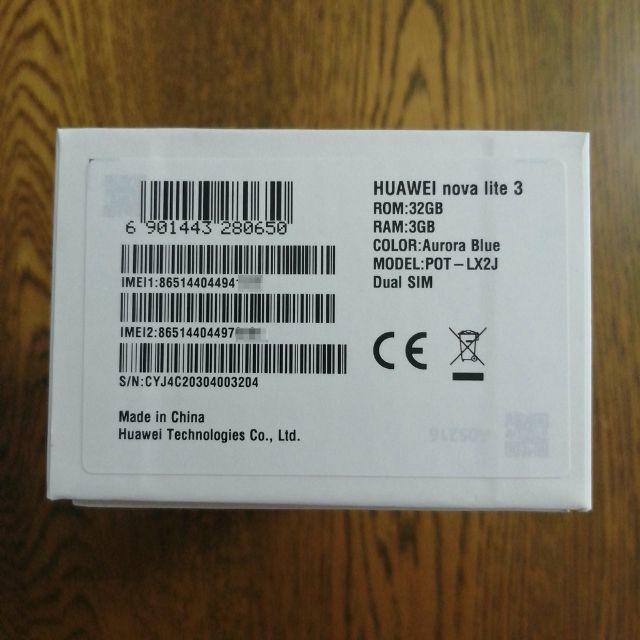 6 901443 280650
IMEI1:86514404494
IMEI2:86514404497
S/N:CYJ4C20304003204
Made in China
Huawei Technologies Co., Ltd.
HUAWEI nova lite 3
ROM:32GB
RAM:3GB
COLOR:Aurora Blue
MODEL:POT-LX2J
Dual SIM
CE
A05216